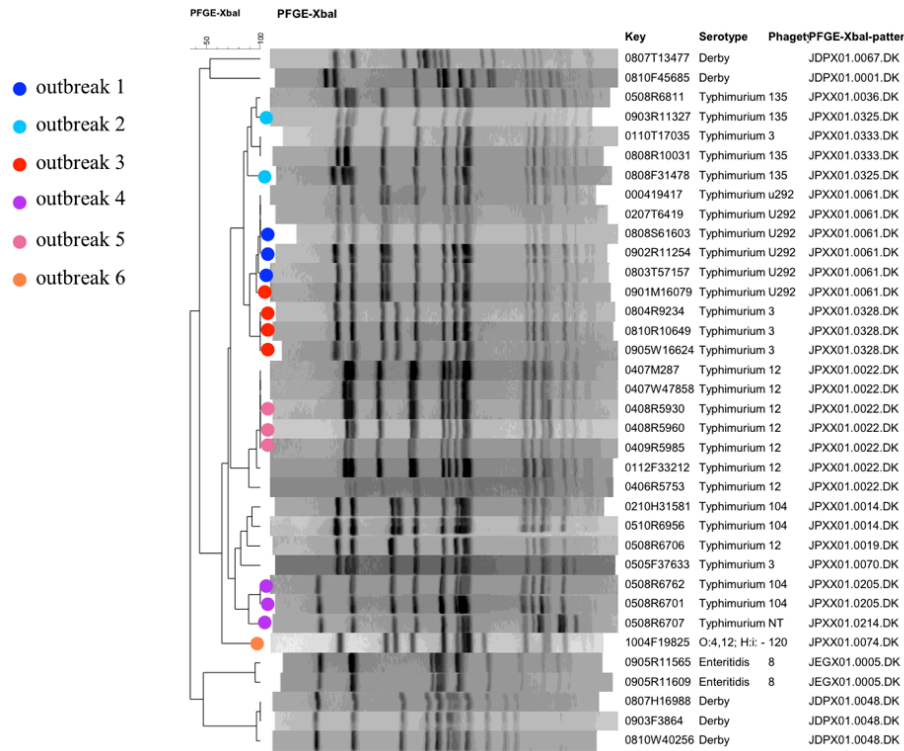 PFGE-XbaI PFGE-XbaI
50 100
Key Serotype Phagety PFGE-XbaI-patter
outbreak 1
outbreak 2
outbreak 3
outbreak 4
outbreak 5
outbreak 6
0807T13477 Derby JDPX01.0067.DK
0810F45685 Derby JDPX01.0001.DK
0508R6811 Typhimurium 135 JPXX01.0036.DK
0903R11327 Typhimurium 135 JPXX01.0325.DK
0110T17035 Typhimurium 3 JPXX01.0333.DK
0808R10031 Typhimurium 135 JPXX01.0333.DK
0808F31478 Typhimurium 135 JPXX01.0325.DK
000419417 Typhimurium u292 JPXX01.0061.DK
0207T6419 Typhimurium U292 JPXX01.0061.DK
0808S61603 Typhimurium U292 JPXX01.0061.DK
0902R11254 Typhimurium U292 JPXX01.0061.DK
0803T57157 Typhimurium U292 JPXX01.0061.DK
0901M16079 Typhimurium U292 JPXX01.0061.DK
0804R9234 Typhimurium 3 JPXX01.0328.DK
0810R10649 Typhimurium 3 JPXX01.0328.DK
0905W16624 Typhimurium 3 JPXX01.0328.DK
0407M287 Typhimurium 12 JPXX01.0022.DK
0407W47858 Typhimurium 12 JPXX01.0022.DK
0408R5930 Typhimurium 12 JPXX01.0022.DK
0408R5960 Typhimurium 12 JPXX01.0022.DK
0409R5985 Typhimurium 12 JPXX01.0022.DK
0112F33212 Typhimurium 12 JPXX01.0022.DK
0406R5753 Typhimurium 12 JPXX01.0022.DK
0210H31581 Typhimurium 104 JPXX01.0014.DK
0510R6956 Typhimurium 104 JPXX01.0014.DK
0508R6706 Typhimurium 12 JPXX01.0019.DK
0505F37633 Typhimurium 3 JPXX01.0070.DK
0508R6762 Typhimurium 104 JPXX01.0205.DK
0508R6701 Typhimurium 104 JPXX01.0205.DK
0508R6707 Typhimurium NT JPXX01.0214.DK
1004F19825 O:4,12; H:i: - 120 JPXX01.0074.DK
0905R11565 Enteritidis 8 JEGX01.0005.DK
0905R11609 Enteritidis 8 JEGX01.0005.DK
0807H16988 Derby JDPX01.0048.DK
0903F3864 Derby JDPX01.0048.DK
0810W40256 Derby JDPX01.0048.DK